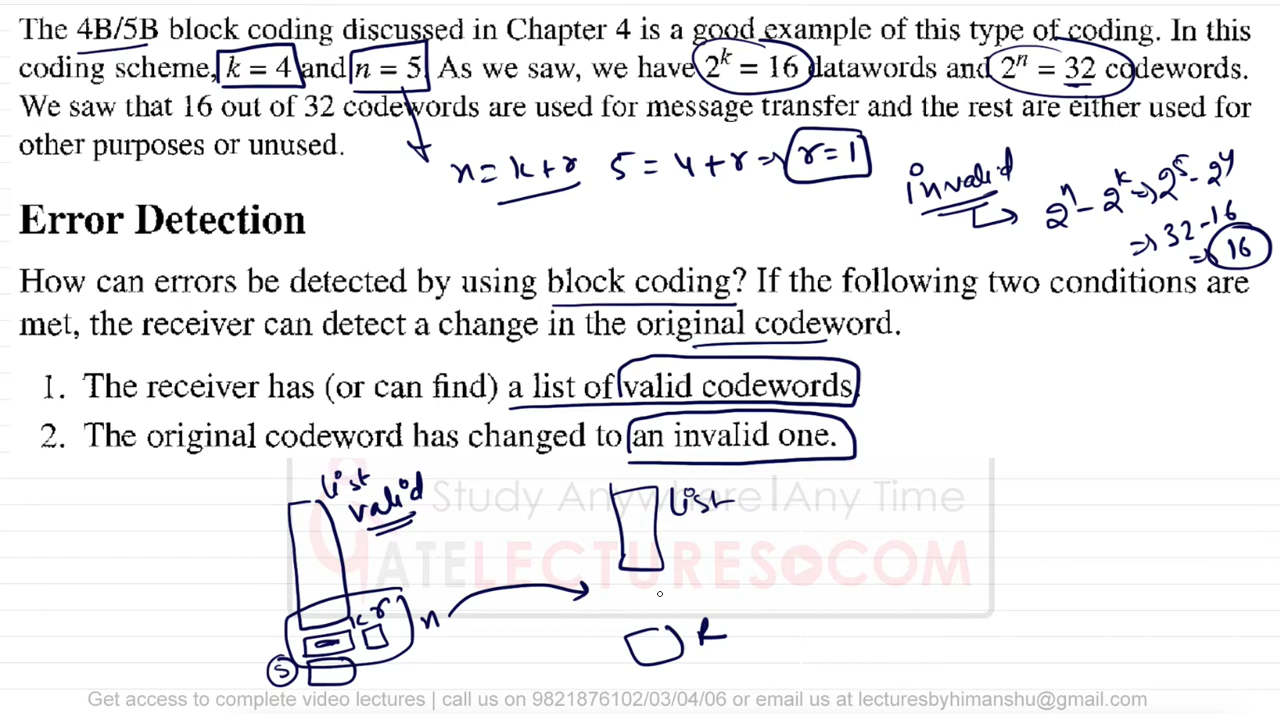 The 4B/5B block coding discussed in Chapter 4 is a good example of this type of coding. In this
coding scheme, k = 4 and n = 5. As we saw, we have 2^k = 16 datawords and 2^n = 32 codewords.
We saw that 16 out of 32 codewords are used for message transfer and the rest are either used for
other purposes or unused.
n = k+r 5 = 4+r ⇒ r=1
invalid
2^n - 2^k ⇒ 2^5 - 2^4
⇒ 32-16
⇒ 16
Error Detection
How can errors be detected by using block coding? If the following two conditions are
met, the receiver can detect a change in the original codeword.
1. The receiver has (or can find) a list of valid codewords.
2. The original codeword has changed to an invalid one.
list
valid
Study Anywhere | Any Time
list
GATELECTURES.COM
k r n
S
R
Get access to complete video lectures | call us on 9821876102/03/04/06 or email us at lecturesbyhimanshu@gmail.com